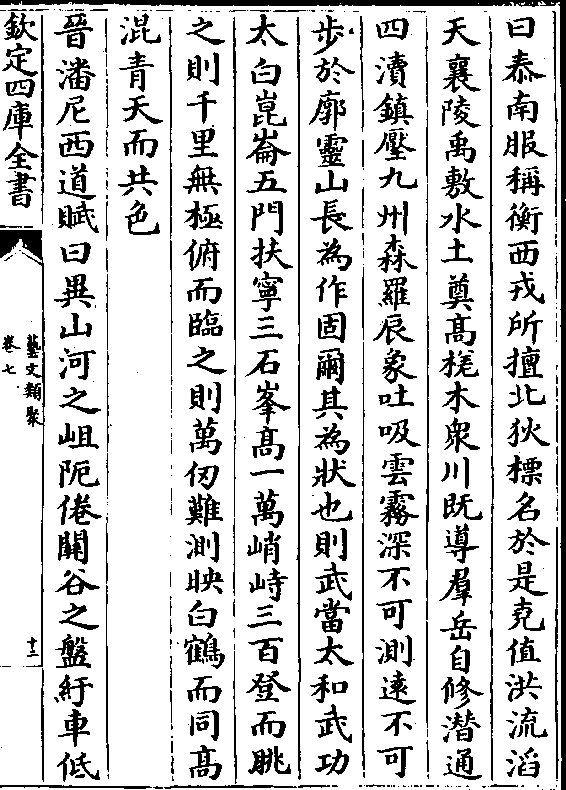 曰泰南服稱衡西戎所擅北狄標名於是堯值洪流滔
天襄陵禹敷水土奠髙栞木衆川既導羣岳自修潛通
四瀆鎮壓九州森羅辰象吐吸雲霧深不可測逺不可
步於廓靈山長為作固爾其為狀也則武當太和武功
太白崑崙五門扶寧三石峯髙一萬峭峙三百登而眺
之則千里無極俯而臨之則萬仞難測映白鶴而同髙
混青天而共色
晉潘尼西道賦曰異山河之岨阸倦闗谷之盤紆車低
欽定四庫全書
藝文類聚
卷七
十三